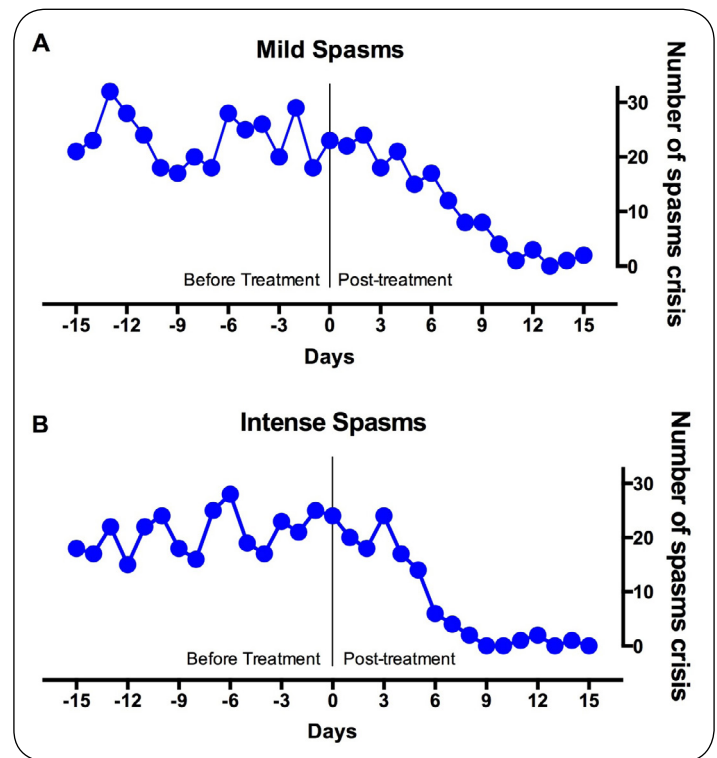 A
Mild Spasms
Number of spasms crisis
30
20
10
0
Before Treatment
Post-treatment
-15 -12 -9 -6 -3 0 3 6 9 12 15
Days
B
Intense Spasms
Number of spasms crisis
30
20
10
0
Before Treatment
Post-treatment
-15 -12 -9 -6 -3 0 3 6 9 12 15
Days